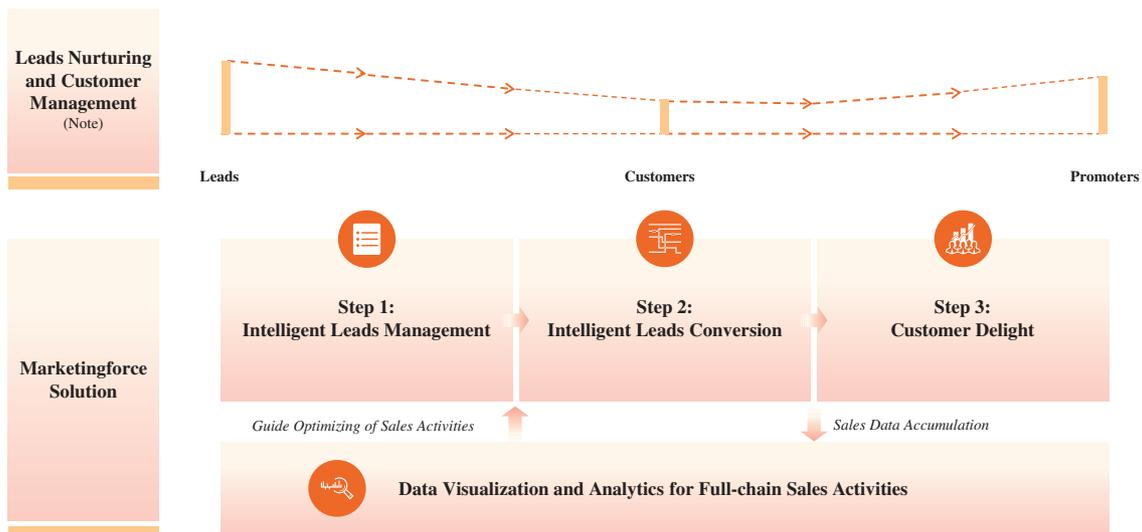 Leads Nurturing
and Customer
Management
(Note)
Leads
Customers
Promoters
Marketingforce
Solution
Step 1:
Intelligent Leads Management
Step 2:
Intelligent Leads Conversion
Step 3:
Customer Delight
Guide Optimizing of Sales Activities
Sales Data Accumulation
Data Visualization and Analytics for Full-chain Sales Activities